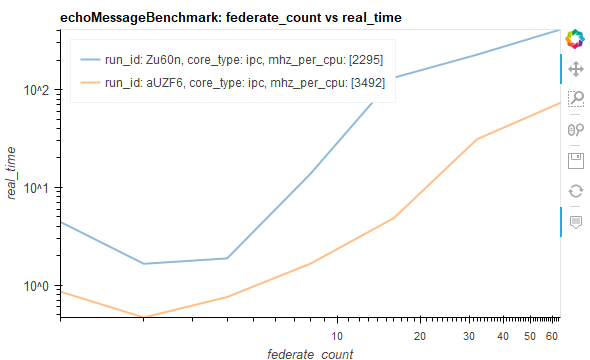 echoMessageBenchmark: federate_count vs real_time
run_id: Zu60n, core_type: ipc, mhz_per_cpu: [2295]
run_id: aUZF6, core_type: ipc, mhz_per_cpu: [3492]
10^2
10^1
10^0
real_time
10 20 30 40 50 60
federate_count